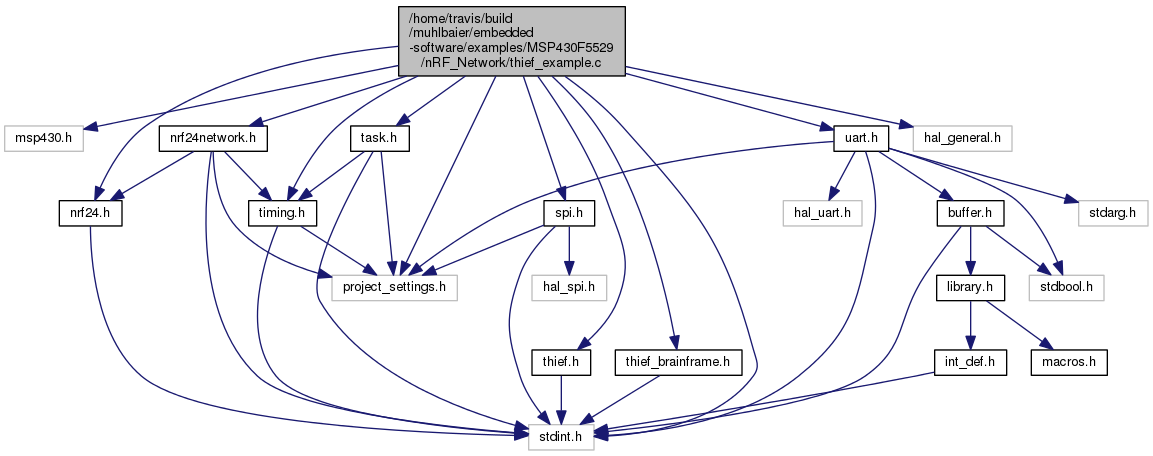 /home/travis/build
/muhlbaier/embedded
-software/examples/MSP430F5529
/nRF_Network/thief_example.c
msp430.h
nrf24network.h
task.h
uart.h
hal_general.h
nrf24.h
timing.h
spi.h
hal_uart.h
buffer.h
stdarg.h
project_settings.h
hal_spi.h
library.h
stdbool.h
thief.h
thief_brainframe.h
int_def.h
macros.h
stdint.h